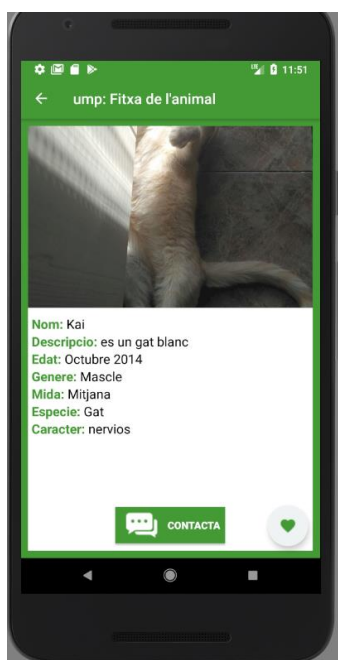 11:51
ump: Fitxa de l'animal
Nom: Kai
Descripcio: es un gat blanc
Edat: Octubre 2014
Genere: Mascle
Mida: Mitjana
Especie: Gat
Caracter: nervios
CONTACTA